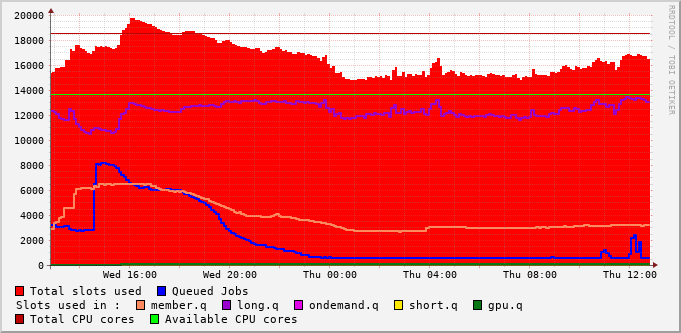 20000
18000
16000
14000
12000
10000
8000
6000
4000
2000
0
Wed 16:00 Wed 20:00 Thu 00:00 Thu 04:00 Thu 08:00 Thu 12:00
Total slots used Queued Jobs
Slots used in : member.q long.q ondemand.q short.q gpu.q
Total CPU cores Available CPU cores
RRDTOOL / TOBI OETIKER